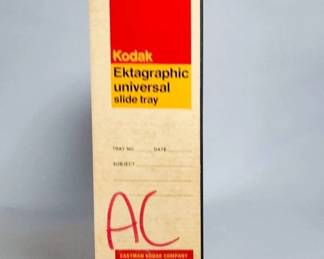 Kodak
Ektagraphic
universal
slide tray
TRAY NO. DATE
SUBJECT
AC
EASTMAN KODAK COMPANY